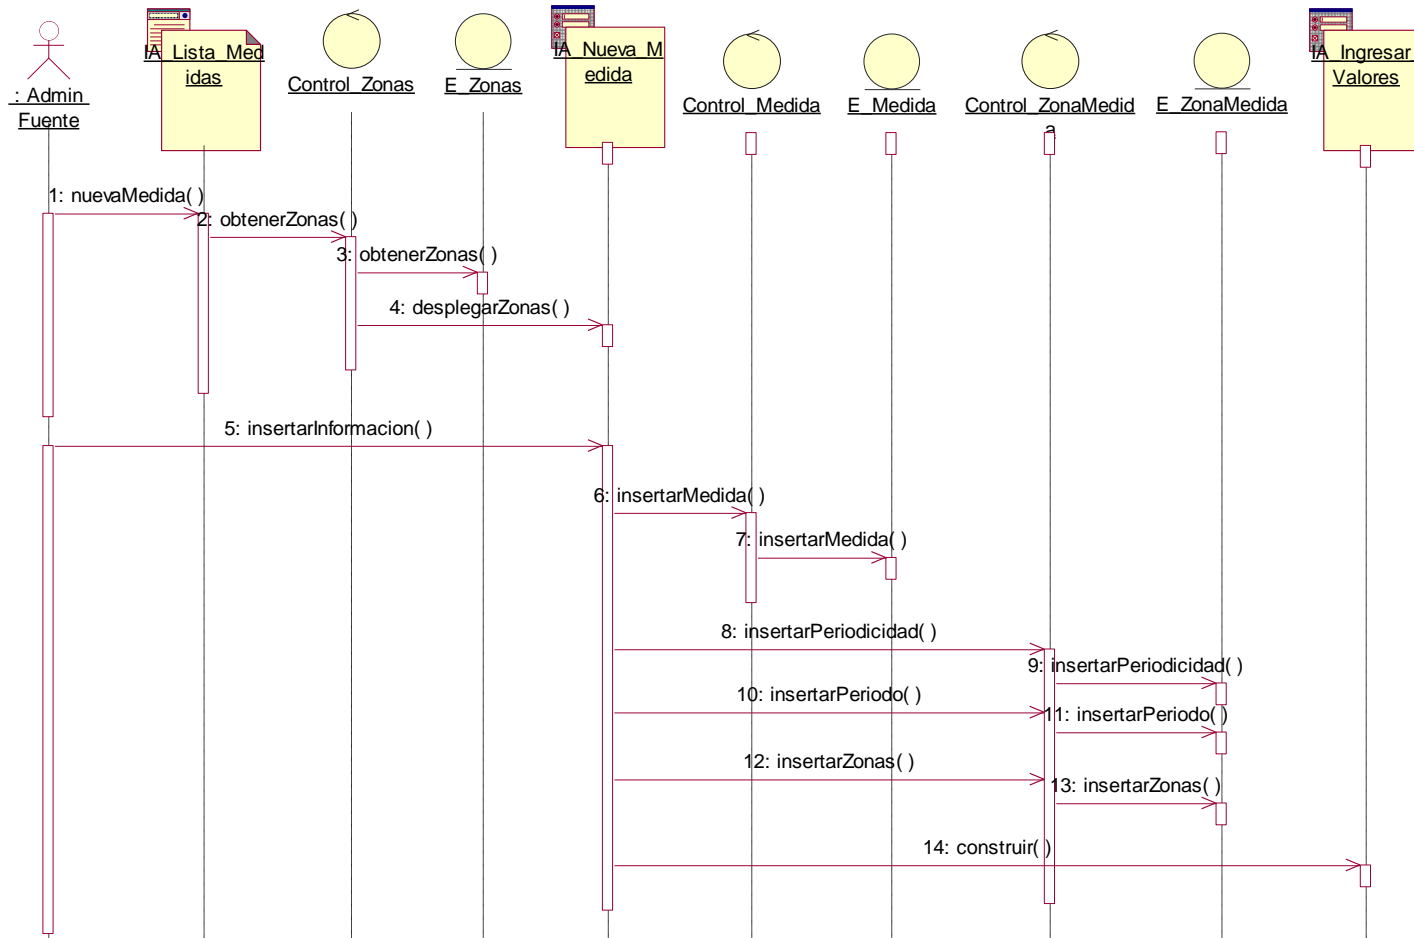 : Admin
Fuente
IA_Lista_Med
idas
Control_Zonas
E_Zonas
IA_Nueva_M
edida
Control_Medida
E_Medida
Control_ZonaMedid
a
E_ZonaMedida
IA_Ingresar_
Valores
1: nuevaMedida( )
2: obtenerZonas( )
3: obtenerZonas( )
4: desplegarZonas( )
5: insertarInformacion( )
6: insertarMedida( )
7: insertarMedida( )
8: insertarPeriodicidad( )
9: insertarPeriodicidad( )
10: insertarPeriodo( )
11: insertarPeriodo( )
12: insertarZonas( )
13: insertarZonas( )
14: construir( )